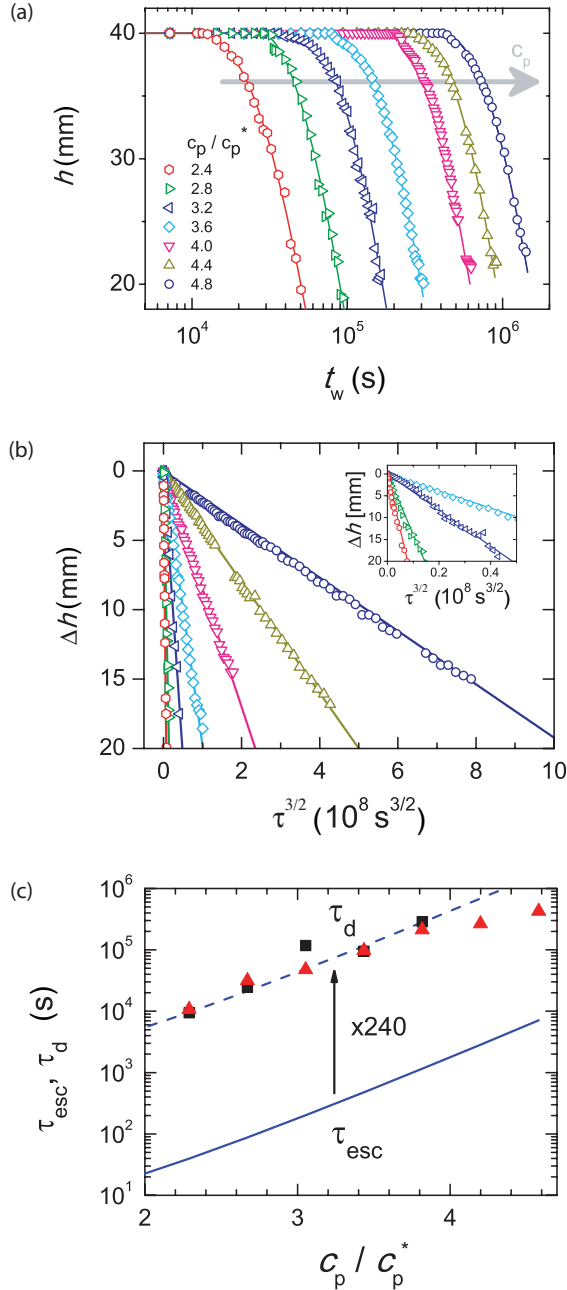 (a)
40
30
20
h (mm)
c_p
c_p / c_p^*
2.4
2.8
3.2
3.6
4.0
4.4
4.8
10^4
10^5
10^6
t_w (s)
(b)
0
5
10
15
20
Δh (mm)
0
2
4
6
8
10
τ^{3/2} (10^8 s^{3/2})
0
5
10
15
20
Δh [mm]
0.0
0.2
0.4
τ^{3/2} (10^8 s^{3/2})
(c)
10^6
10^5
10^4
10^3
10^2
10^1
τ_esc, τ_d (s)
τ_d
x240
τ_esc
2
3
4
c_p / c_p^*